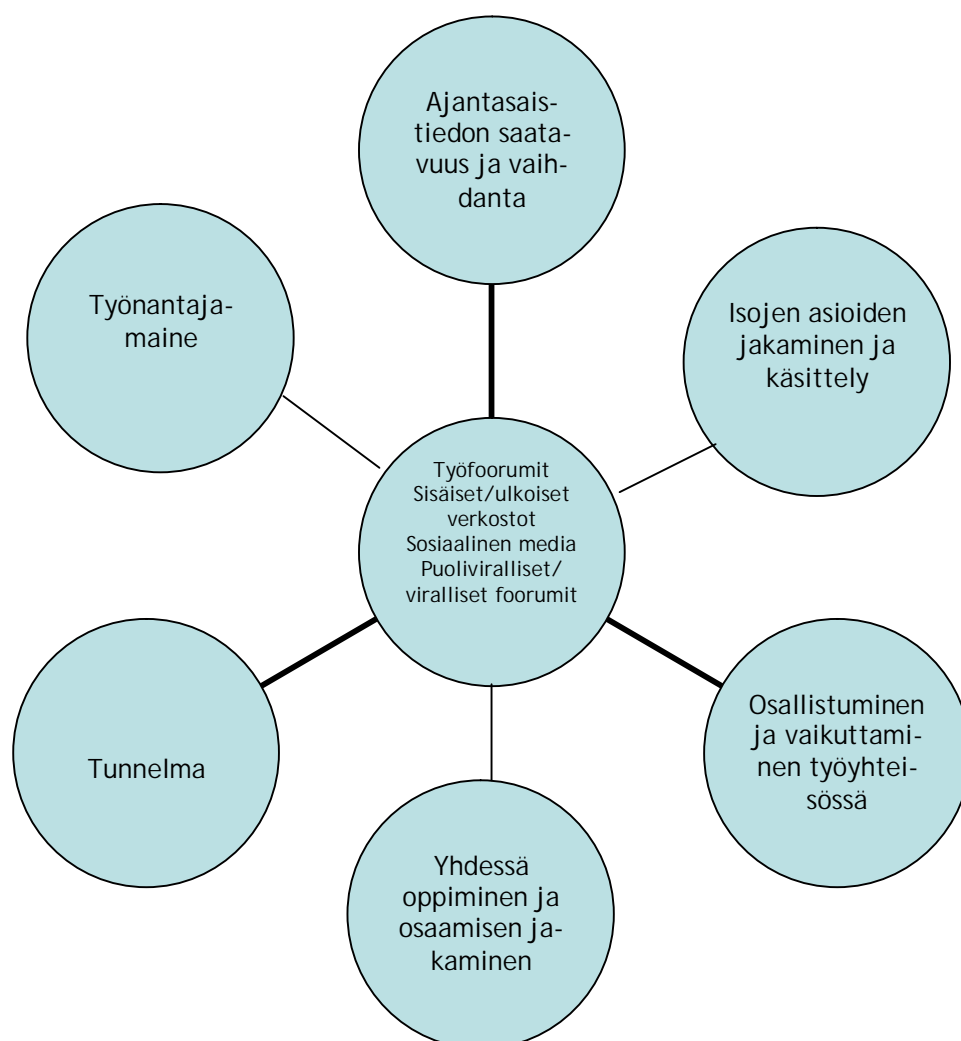 Ajantasais-
tiedon saata-
vuus ja vaih-
danta
Työnantaja-
maine
Isojen asioiden
jakaminen ja
käsittely
Työfoorumit
Sisäiset/ulkoiset
verkostot
Sosiaalinen media
Puoliviralliset/
viralliset foorumit
Tunnelma
Osallistuminen
ja vaikuttami-
nen työyhtei-
sössä
Yhdessä
oppiminen ja
osaamisen ja-
kaminen